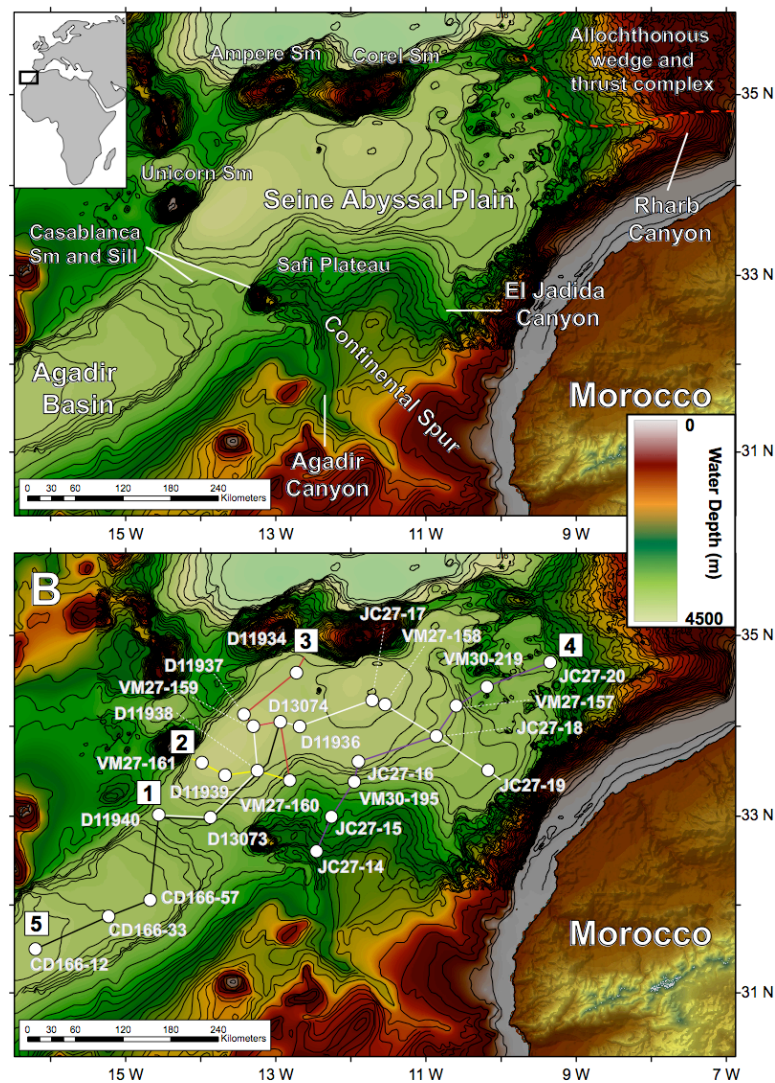 Ampere Sm
Corel Sm
Allochthonous
wedge and
thrust complex
35 N
Unicorn Sm
Seine Abyssal Plain
Rharb
Canyon
Casablanca
Sm and Sill
Safi Plateau
33 N
El Jadida
Canyon
Continental Spur
Agadir
Basin
Morocco
Agadir
Canyon
31 N
0
Water Depth (m)
4500
0 30 60 120 180 240
Kilometers
15 W 13 W 11 W 9 W
B
JC27-17
D11934
3
VM27-158
4
35 N
D11937
VM30-219
JC27-20
VM27-159
D13074
VM27-157
D11938
D11936
JC27-18
2
VM27-161
JC27-16
JC27-19
D11939
VM27-160
VM30-195
1
D11940
33 N
D13073
JC27-15
JC27-14
CD166-57
5
CD166-33
Morocco
CD166-12
31 N
0 30 60 120 180 240
Kilometers
15 W 13 W 11 W 9 W 7 W